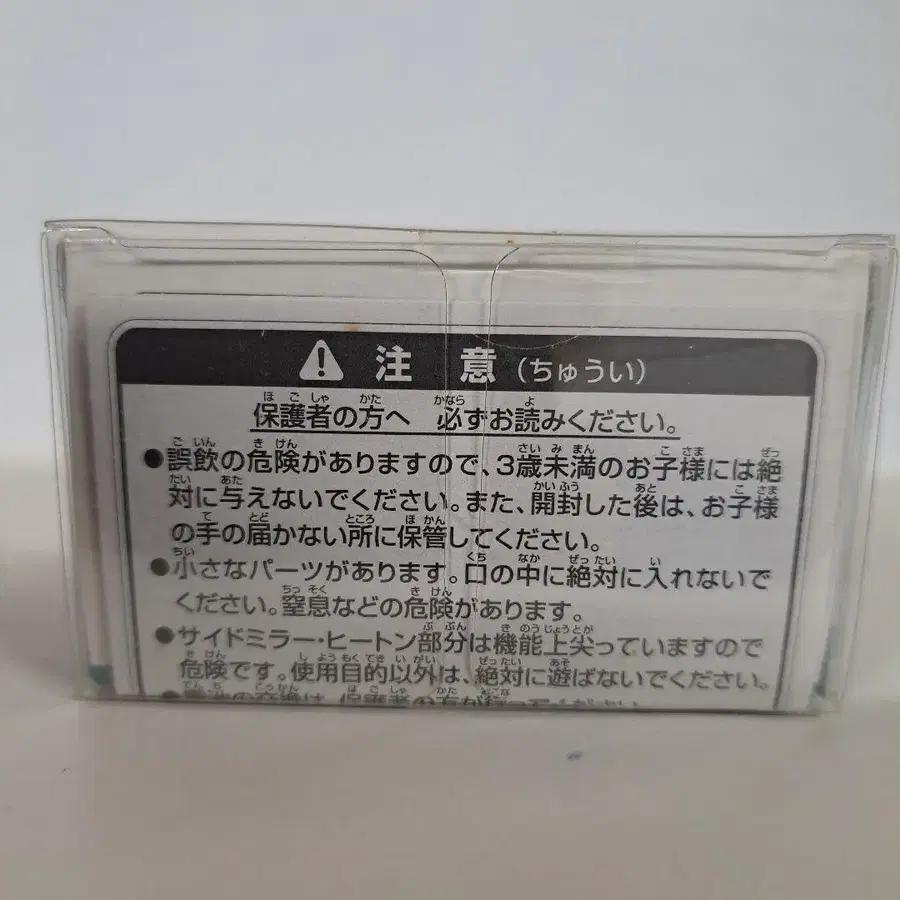 注意(ちゅうい)
保護者の方へ 必ずお読みください。
●誤飲の危険がありますので、3歳未満のお子様には絶
対に与えないでください。また、開封した後は、お子様
の手の届かない所に保管してください。
●小さなパーツがあります。口の中に絶対に入れないで
ください。窒息などの危険があります。
●サイドミラー・ヒートン部分は機能上尖っていますので
危険です。使用目的以外は、絶対に遊ばないでください。